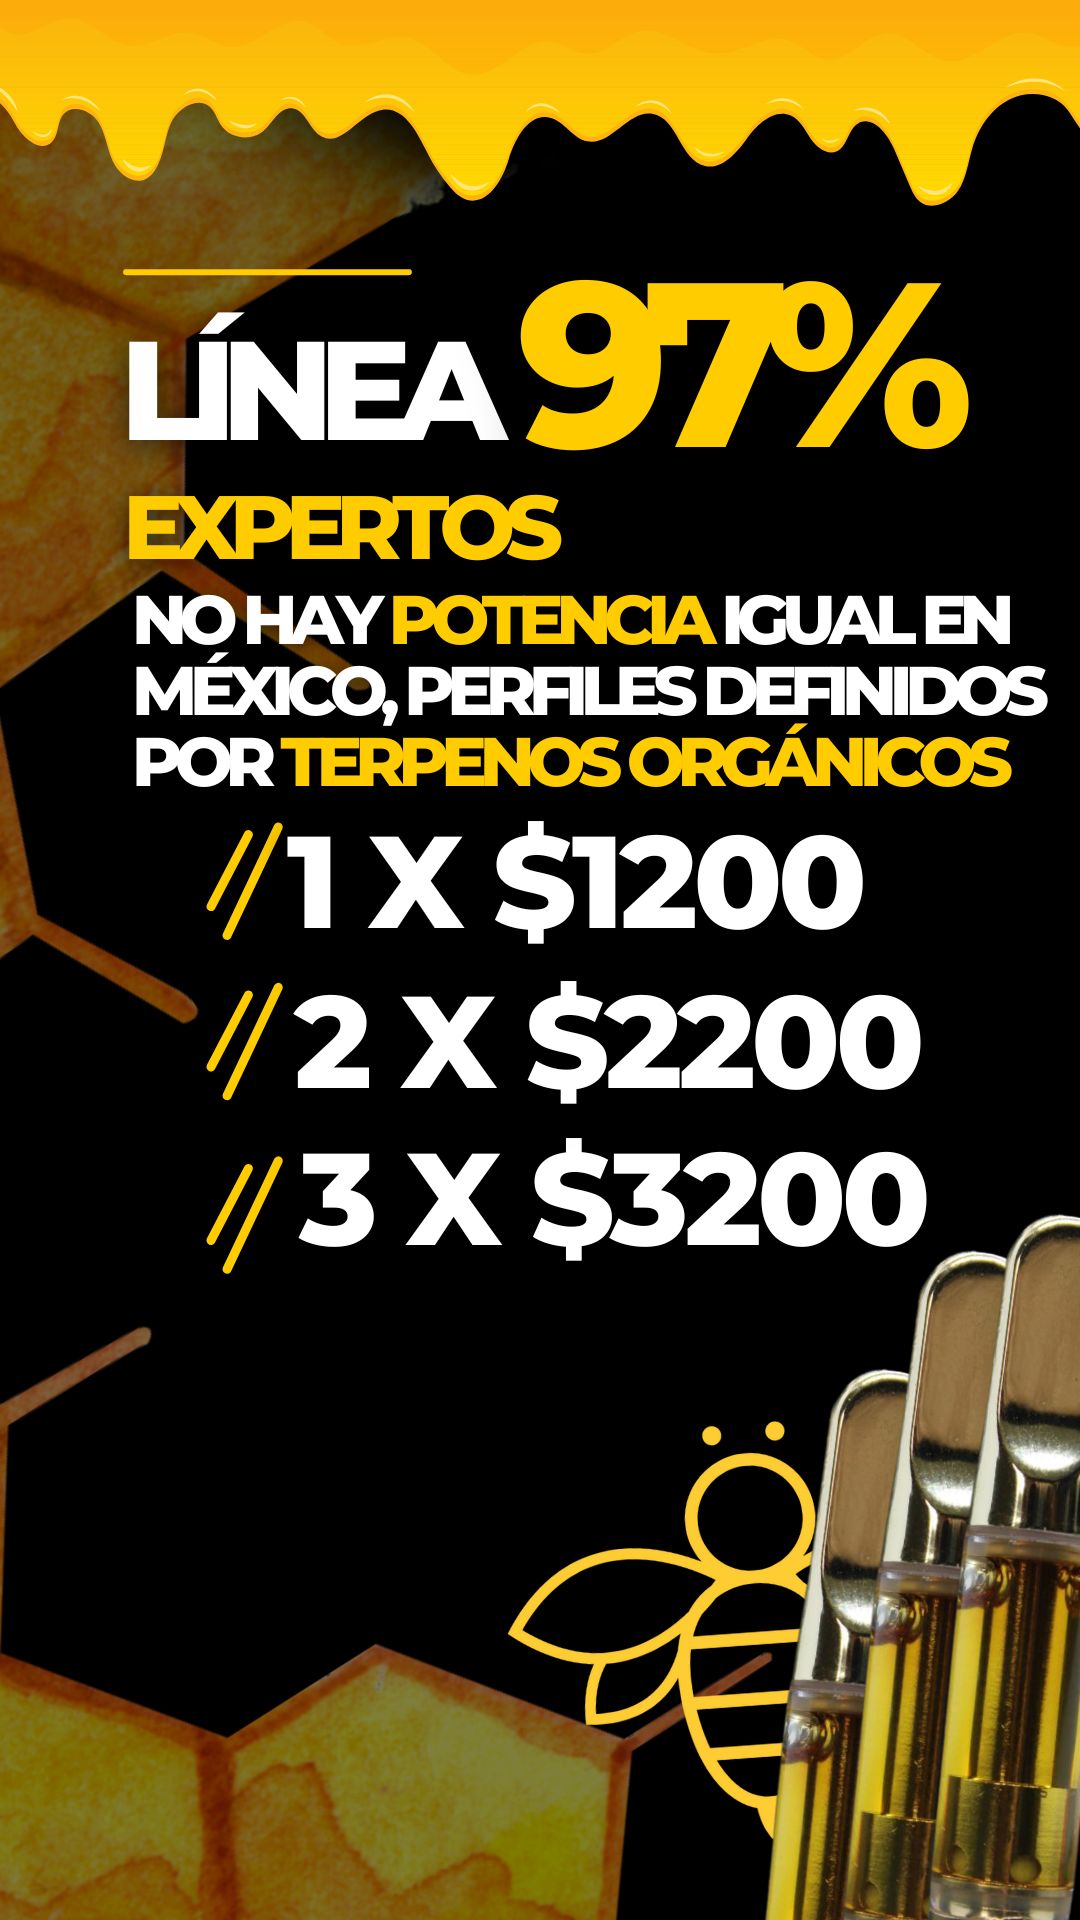 LÍNEA 97%
EXPERTOS
NO HAY POTENCIA IGUAL EN
MÉXICO, PERFILES DEFINIDOS
POR TERPENOS ORGÁNICOS
// 1 X $1200
// 2 X $2200
// 3 X $3200